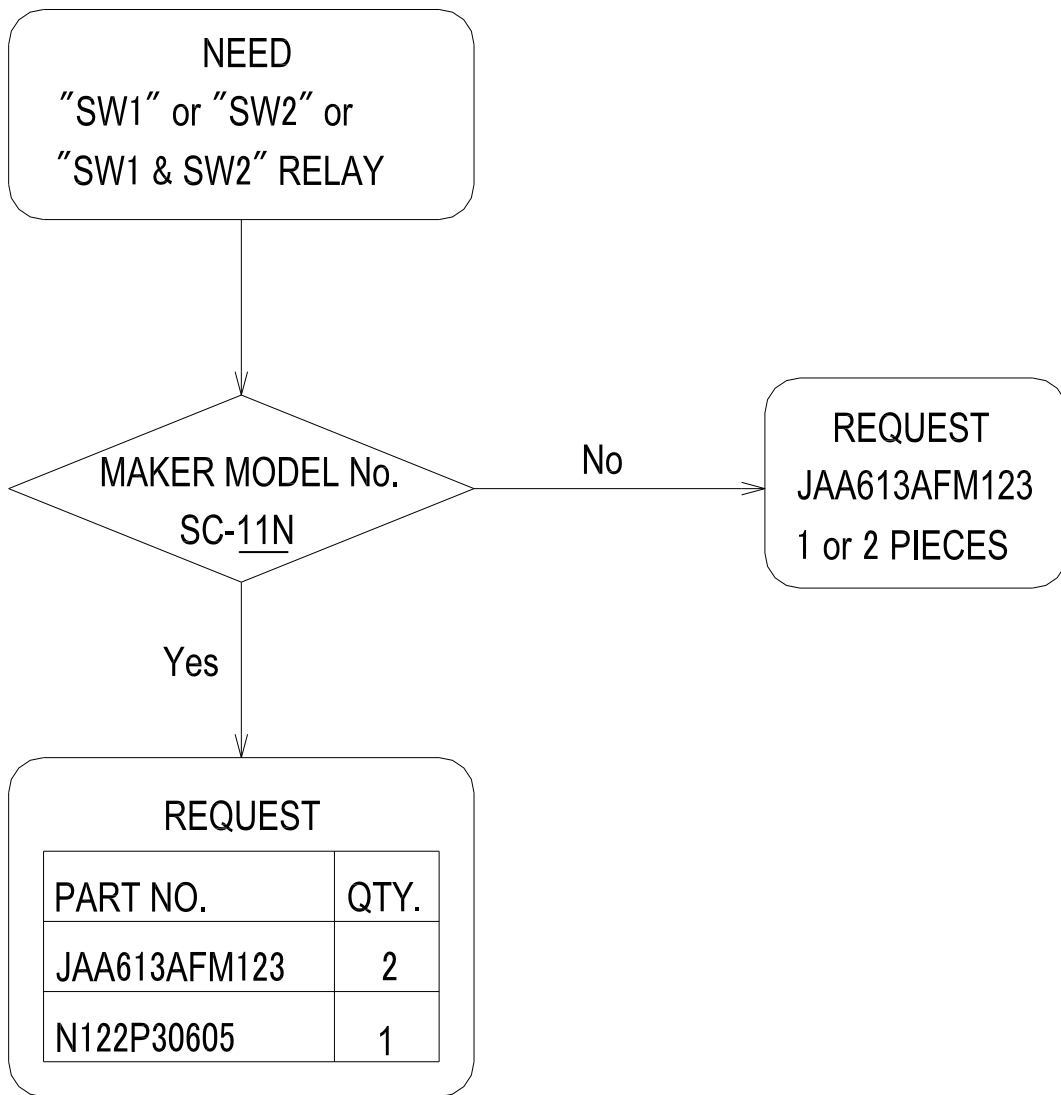 NEED
"SW1" or "SW2" or
"SW1 & SW2" RELAY
MAKER MODEL No.
SC-11N
No
REQUEST
JAA613AFM123
1 or 2 PIECES
Yes
REQUEST
PART NO. QTY.
JAA613AFM123 2
N122P30605 1